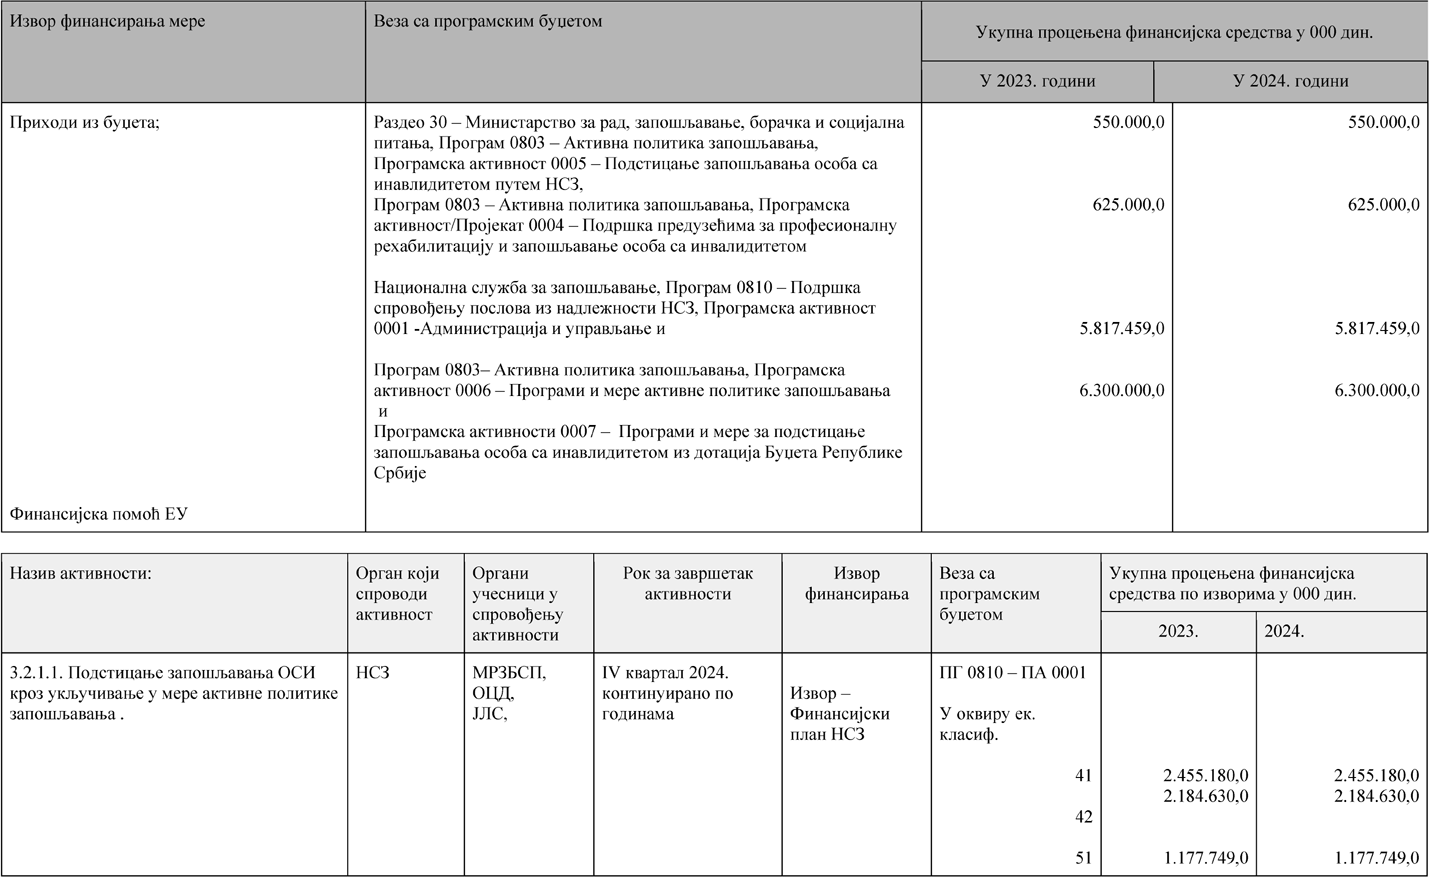 Извор финансирања мере
Веза са програмским буџетом
Укупна процењена финансијска средства у 000 дин.
У 2023. години
У 2024. години
Приходи из буџета;
Раздео 30 – Министарство за рад, запошљавање, борачка и социјална
питања, Програм 0803 – Активна политика запошљавања,
Програмска активност 0005 – Подстицање запошљавања особа са
инавлидитетом путем НСЗ,
550.000,0
550.000,0
Програм 0803 – Активна политика запошљавања, Програмска
активност/Пројекат 0004 – Подршка предузећима за професионалну
рехабилитацију и запошљавање особа са инвалидитетом
625.000,0
625.000,0
Национална служба за запошљавање, Програм 0810 – Подршка
спровођењу послова из надлежности НСЗ, Програмска активност
0001 -Администрација и управљање и
5.817.459,0
5.817.459,0
Програм 0803– Активна политика запошљавања, Програмска
активност 0006 – Програми и мере активне политике запошљавања
и
6.300.000,0
6.300.000,0
Програмска активности 0007 – Програми и мере за подстицање
запошљавања особа са инавлидитетом из дотација Буџета Републике
Србије
Финансијска помоћ ЕУ
Назив активности:
Орган који
спроводи
активност
Органи
учесници у
спровођењу
активности
Рок за завршетак
активности
Извор
финансирања
Веза са
програмским
буџетом
Укупна процењена финансијска
средства по изворима у 000 дин.
2023.
2024.
3.2.1.1. Подстицање запошљавања ОСИ
кроз укључивање у мере активне политике
запошљавања .
НСЗ
МРЗБСП,
ОЦД,
ЈЛС,
IV квартал 2024.
континуирано по
годинама
Извор –
Финансијски
план НСЗ
ПГ 0810 – ПА 0001
У оквиру ек.
класиф.
41
42
51
2.455.180,0
2.184.630,0
1.177.749,0
2.455.180,0
2.184.630,0
1.177.749,0